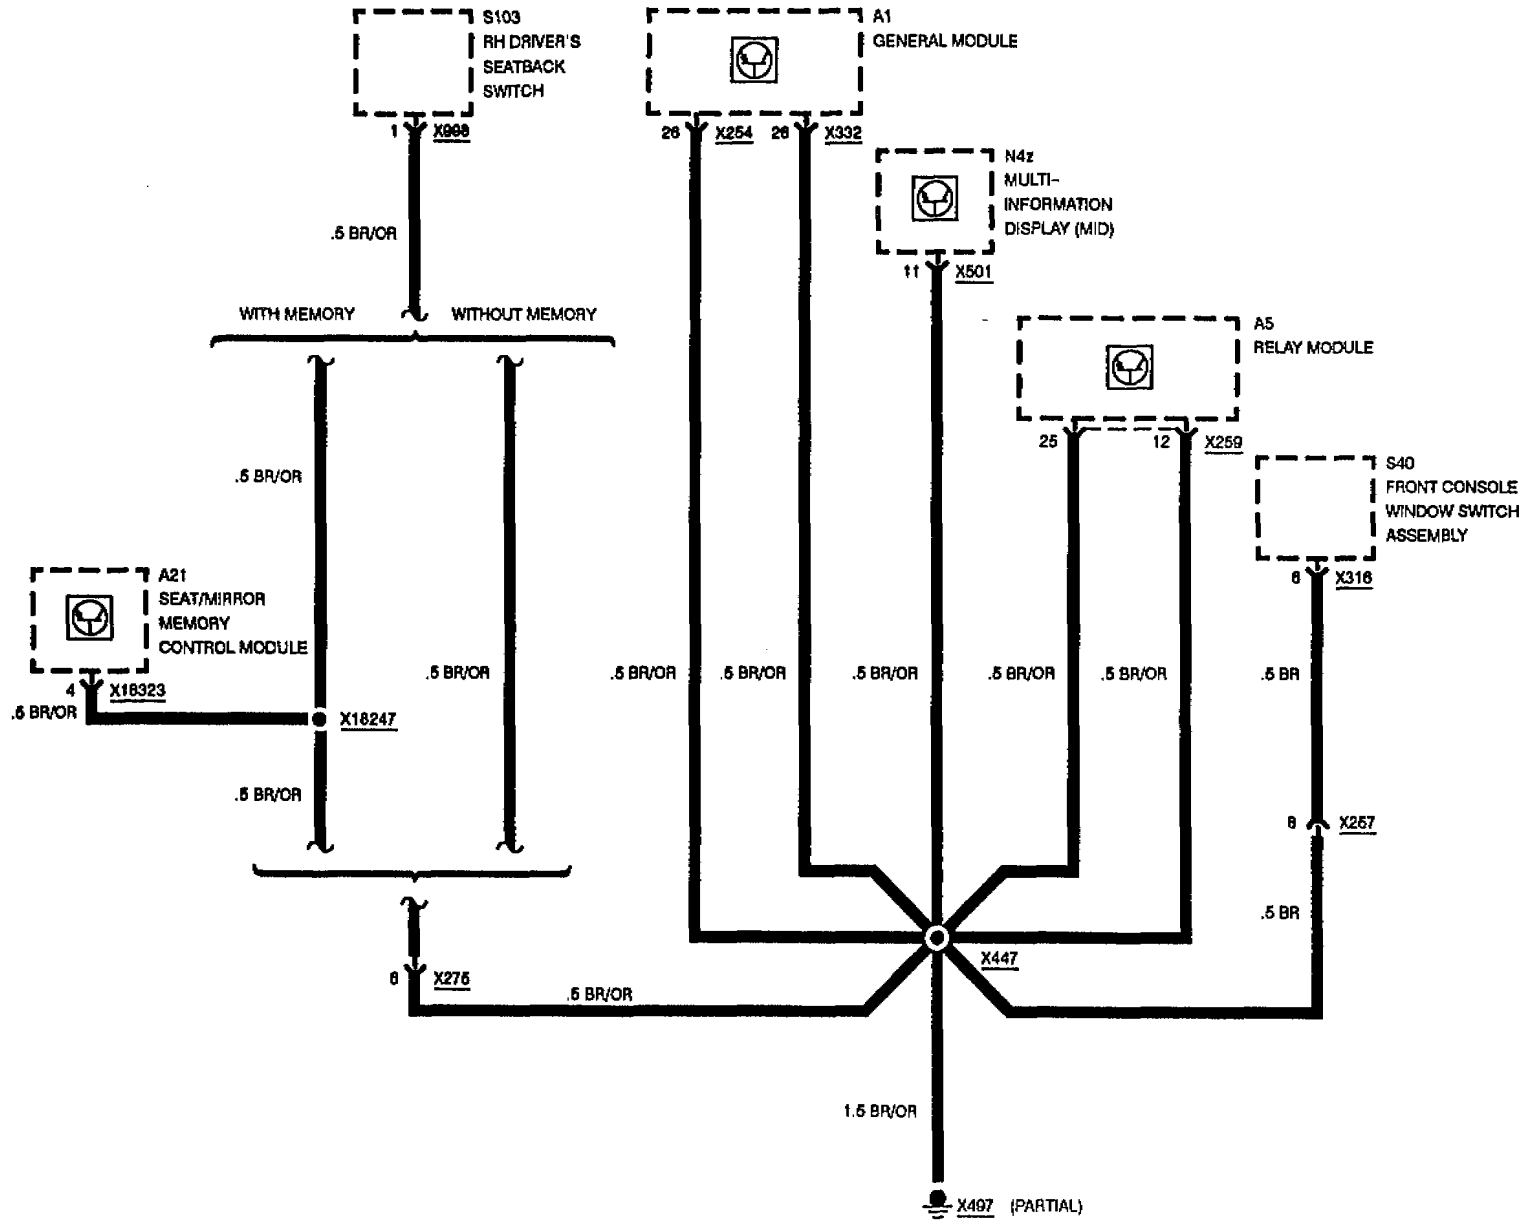 S103
RH DRIVER'S
SEATBACK
SWITCH
A1
GENERAL MODULE
1
X998
26
X254
26
X332
N4z
MULTI-
INFORMATION
DISPLAY (MID)
11
X501
.5 BR/OR
WITH MEMORY
WITHOUT MEMORY
A5
RELAY MODULE
25
12
X259
S40
FRONT CONSOLE
WINDOW SWITCH
ASSEMBLY
6
X316
.5 BR/OR
A21
SEAT/MIRROR
MEMORY
CONTROL MODULE
4
X18323
.5 BR/OR
X18247
.5 BR/OR
.5 BR/OR
.5 BR/OR
.5 BR/OR
.5 BR/OR
.5 BR/OR
.5 BR
.5 BR/OR
8
X257
.5 BR
6
X275
.5 BR/OR
X447
1.5 BR/OR
X497 (PARTIAL)